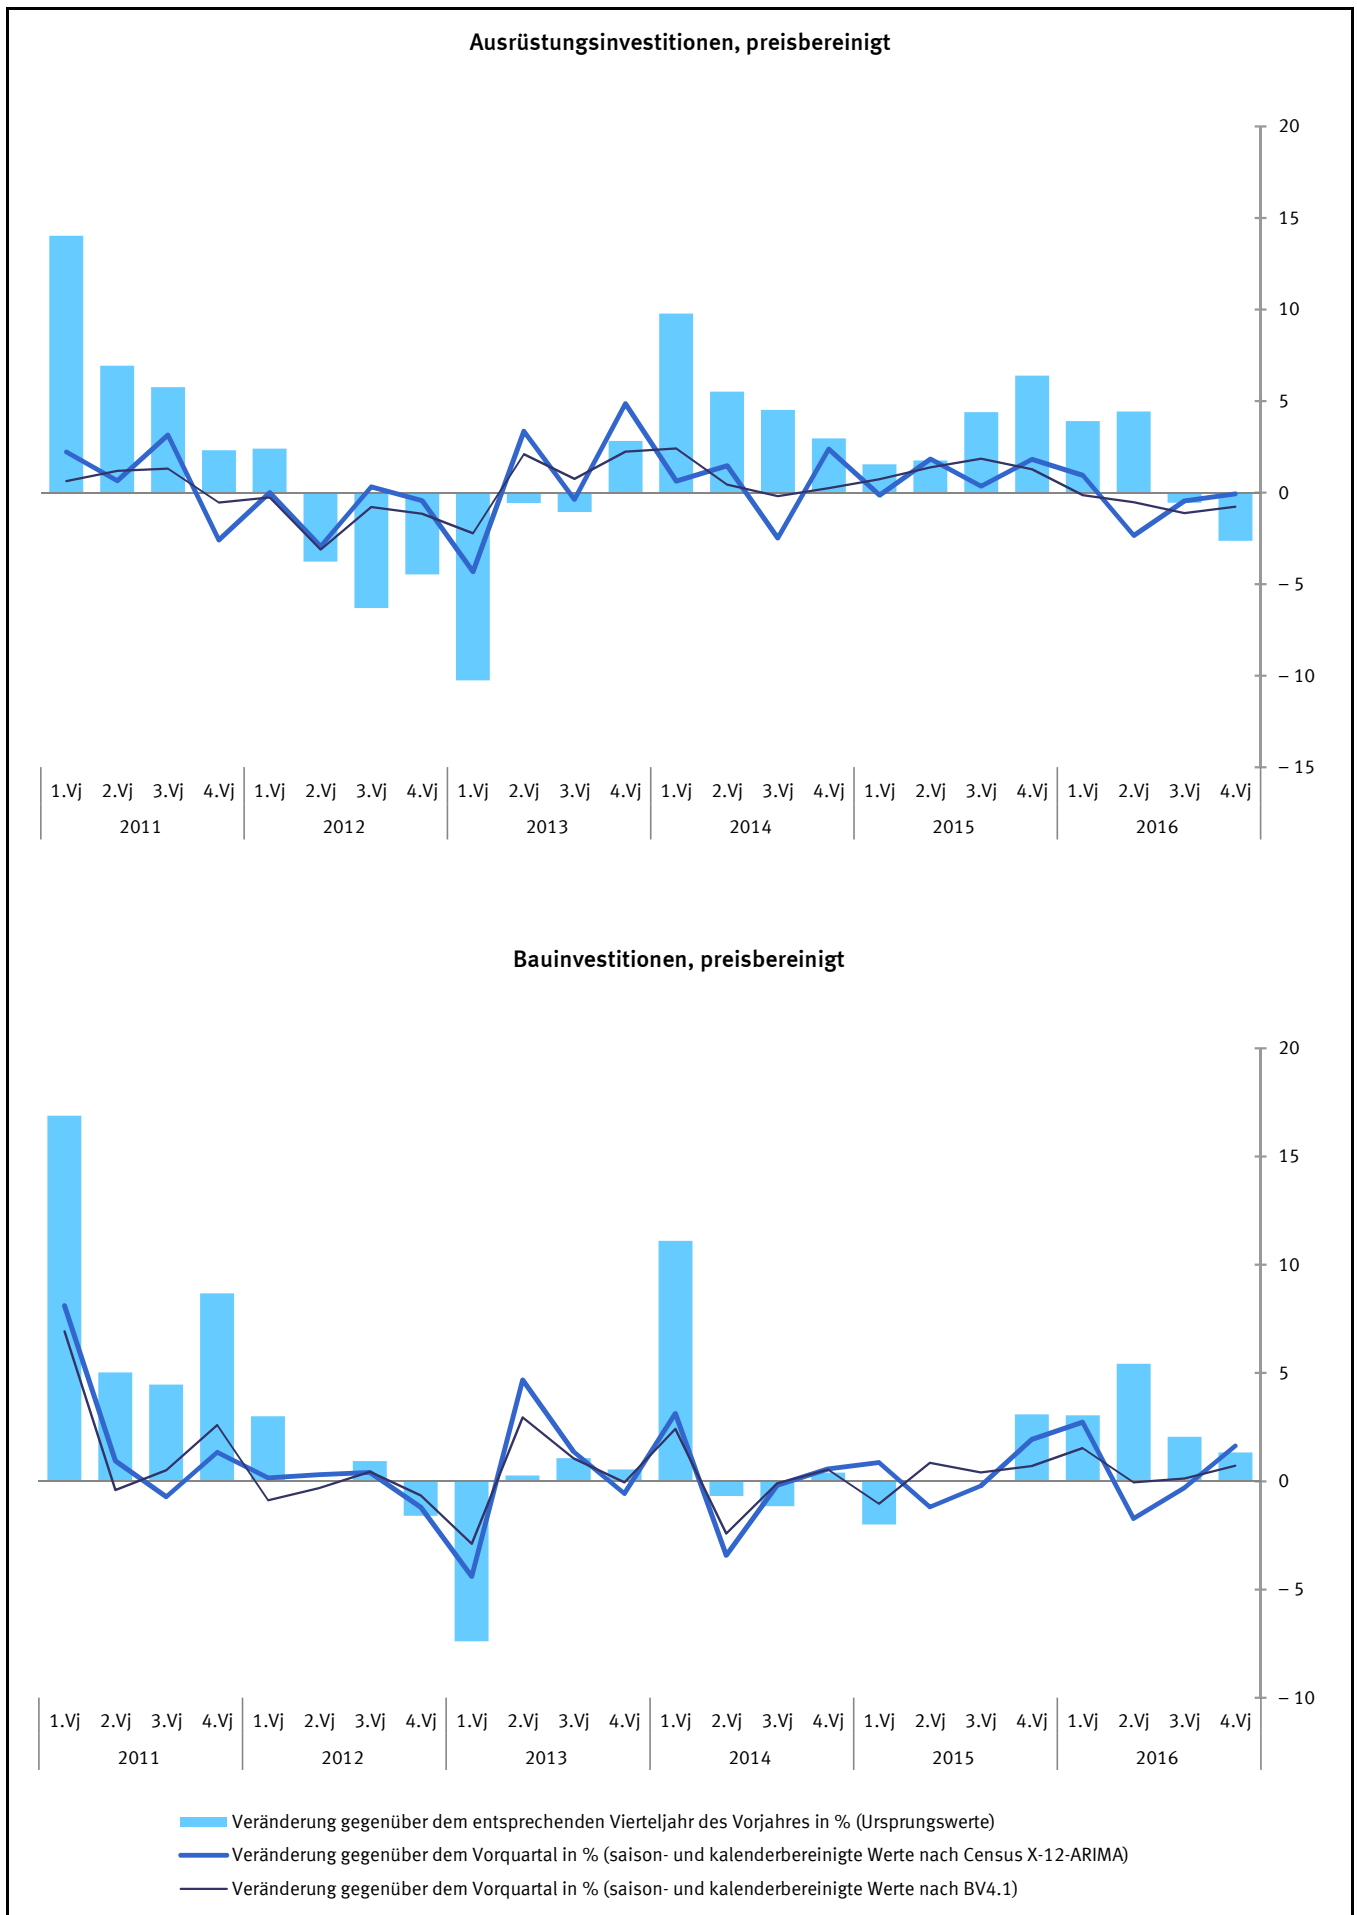 Ausrüstungsinvestitionen, preisbereinigt
20
15
10
5
0
– 5
– 10
– 15
1.Vj 2.Vj 3.Vj 4.Vj 1.Vj 2.Vj 3.Vj 4.Vj 1.Vj 2.Vj 3.Vj 4.Vj 1.Vj 2.Vj 3.Vj 4.Vj 1.Vj 2.Vj 3.Vj 4.Vj 1.Vj 2.Vj 3.Vj 4.Vj
2011 2012 2013 2014 2015 2016
Bauinvestitionen, preisbereinigt
20
15
10
5
0
– 5
– 10
1.Vj 2.Vj 3.Vj 4.Vj 1.Vj 2.Vj 3.Vj 4.Vj 1.Vj 2.Vj 3.Vj 4.Vj 1.Vj 2.Vj 3.Vj 4.Vj 1.Vj 2.Vj 3.Vj 4.Vj 1.Vj 2.Vj 3.Vj 4.Vj
2011 2012 2013 2014 2015 2016
Veränderung gegenüber dem entsprechenden Vierteljahr des Vorjahres in % (Ursprungswerte)
Veränderung gegenüber dem Vorquartal in % (saison- und kalenderbereinigte Werte nach Census X-12-ARIMA)
Veränderung gegenüber dem Vorquartal in % (saison- und kalenderbereinigte Werte nach BV4.1)